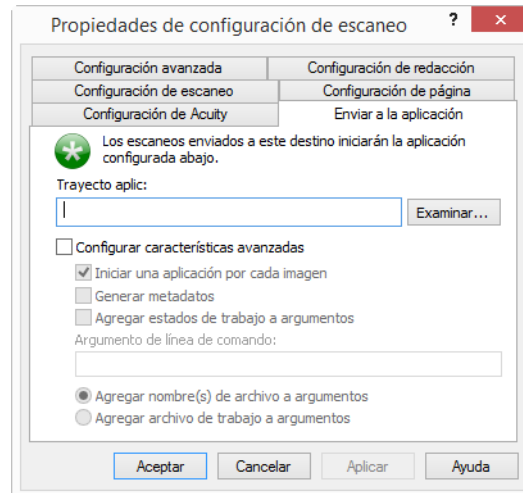 Propiedades de configuración de escaneo ? ×
Configuración avanzada Configuración de redacción
Configuración de escaneo Configuración de página
Configuración de Acuity Enviar a la aplicación
Los escaneos enviados a este destino iniciarán la aplicación
configurada abajo.
Trayecto aplic:
Examinar...
Configurar características avanzadas
Iniciar una aplicación por cada imagen
Generar metadatos
Agregar estados de trabajo a argumentos
Argumento de línea de comando:
Agregar nombre(s) de archivo a argumentos
Agregar archivo de trabajo a argumentos
Aceptar Cancelar Aplicar Ayuda